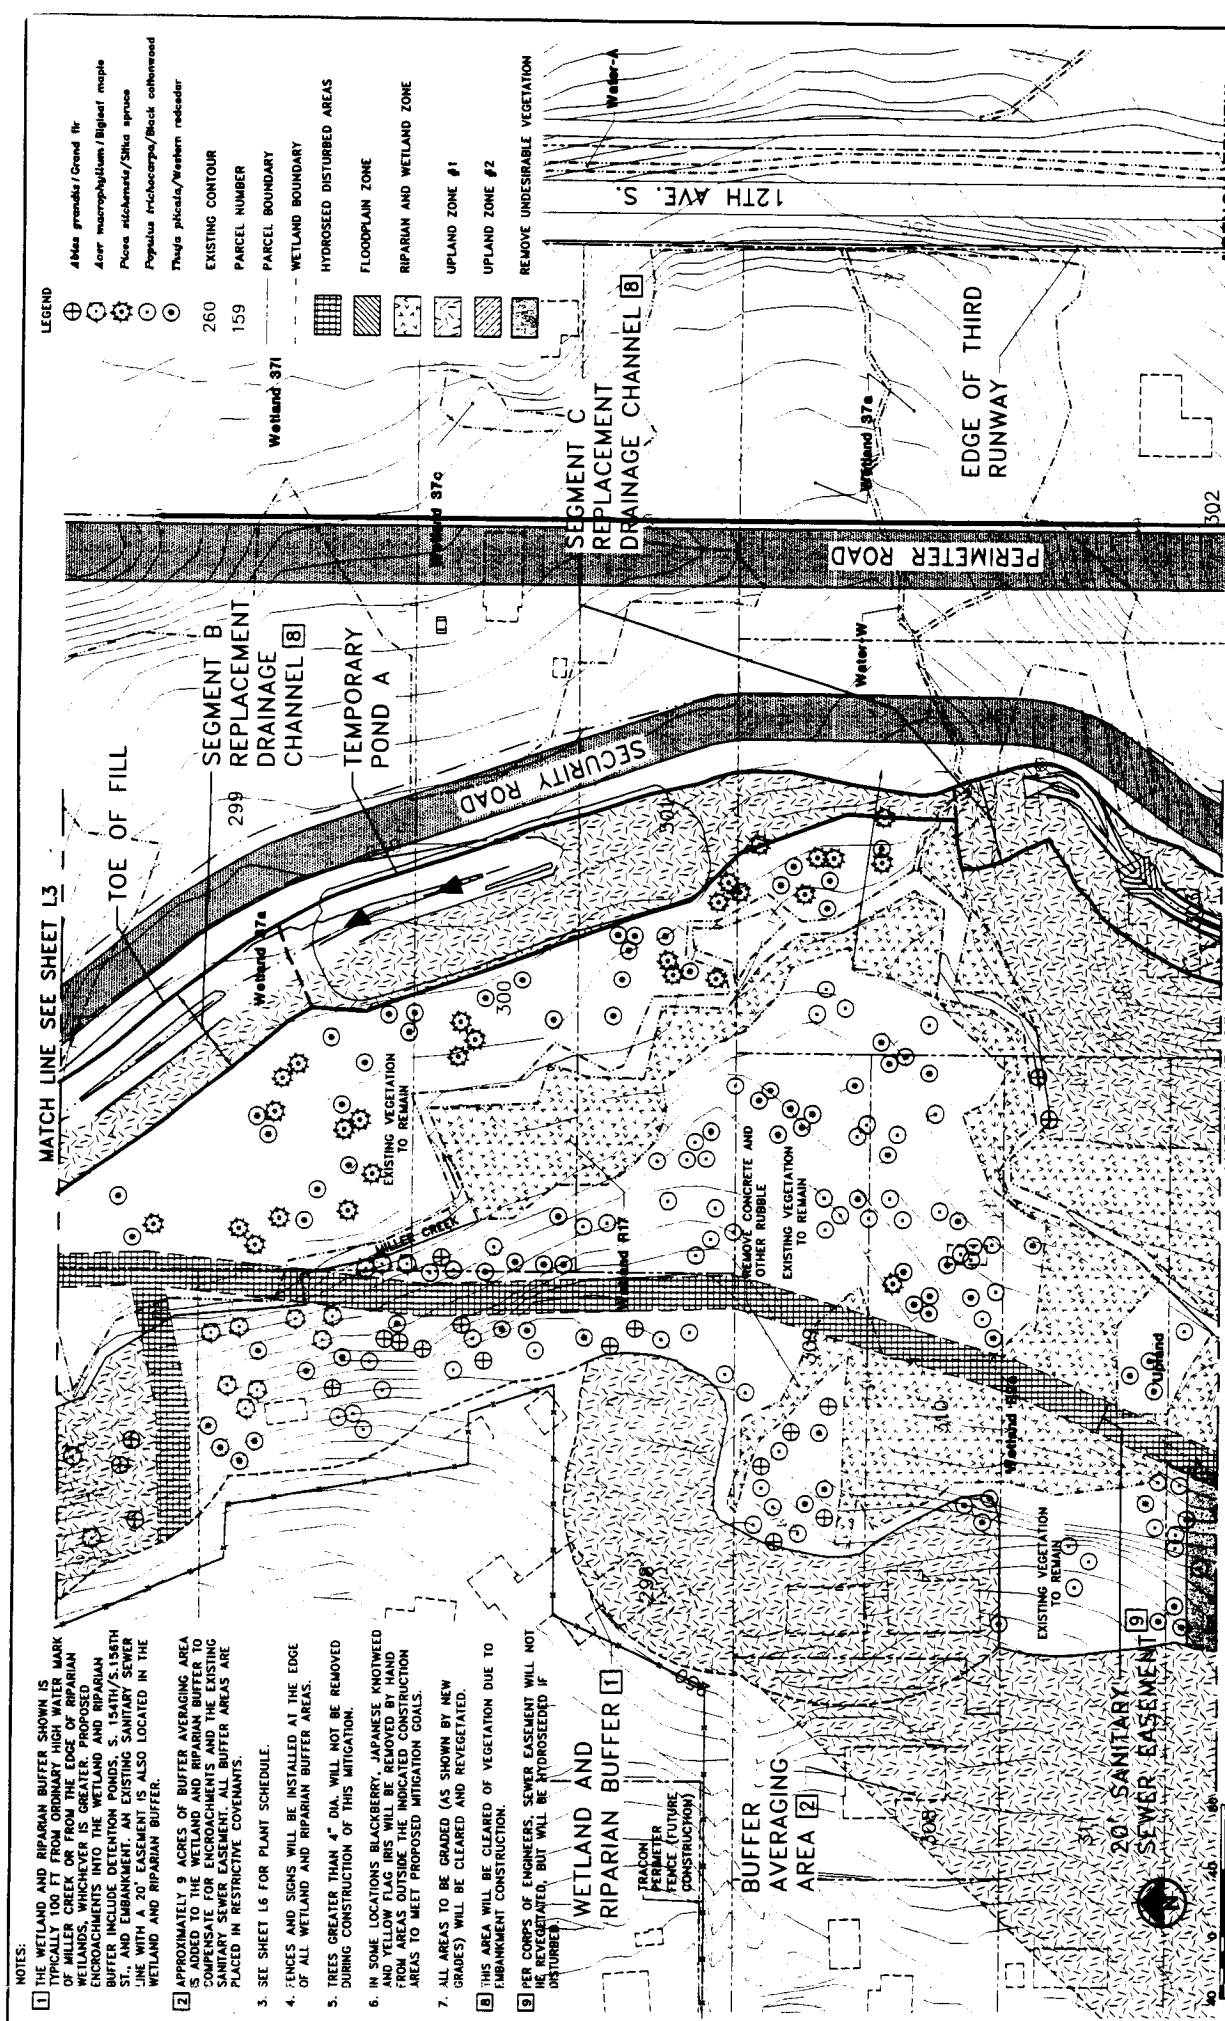 NOTES:
1 THE WETLAND AND RIPARIAN BUFFER SHOWN IS
TYPICALLY 100 FT FROM ORDINARY HIGH WATER MARK
OF MILLER CREEK OR FROM THE EDGE OF RIPARIAN
WETLANDS, WHICHEVER IS GREATER. PROPOSED
ENCROACHMENTS INTO THE WETLAND AND RIPARIAN
BUFFER INCLUDE DETENTION PONDS, S. 154TH/S.156TH
ST., AND EMBANKMENT. AN EXISTING SANITARY SEWER
LINE WITH A 20' EASEMENT IS ALSO LOCATED IN THE
WETLAND AND RIPARIAN BUFFER.
2 APPROXIMATELY 9 ACRES OF BUFFER AVERAGING AREA
IS ADDED TO THE WETLAND AND RIPARIAN BUFFER TO
COMPENSATE FOR ENCROACHMENTS AND THE EXISTING
SANITARY SEWER EASEMENT. ALL BUFFER AREAS ARE
PLACED IN RESTRICTIVE COVENANTS.
3. SEE SHEET L6 FOR PLANT SCHEDULE.
4. FENCES AND SIGNS WILL BE INSTALLED AT THE EDGE
OF ALL WETLAND AND RIPARIAN BUFFER AREAS.
5. TREES GREATER THAN 4" DIA. WILL NOT BE REMOVED
DURING CONSTRUCTION OF THIS MITIGATION.
6. IN SOME LOCATIONS BLACKBERRY, JAPANESE KNOTWEED
AND YELLOW FLAG IRIS WILL BE REMOVED BY HAND
FROM AREAS OUTSIDE THE INDICATED CONSTRUCTION
AREAS TO MEET PROPOSED MITIGATION GOALS.
7. ALL AREAS TO BE GRADED (AS SHOWN BY NEW
GRADES) WILL BE CLEARED AND REVEGETATED.
8 THIS AREA WILL BE CLEARED OF VEGETATION DUE TO
EMBANKMENT CONSTRUCTION.
9 PER CORPS OF ENGINEERS, SEWER EASEMENT WILL NOT
BE REVEGETATED, BUT WILL BE HYDROSEEDED IF
DISTURBED.
MATCH LINE SEE SHEET L3
LEGEND
Abies grandis/Grand fir
Acer macrophyllum/Bigleaf maple
Picea sitchensis/Sitka spruce
Populus trichocarpa/Black cottonwood
Thuja plicata/Western redcedar
260 EXISTING CONTOUR
159 PARCEL NUMBER
PARCEL BOUNDARY
WETLAND BOUNDARY
HYDROSEED DISTURBED AREAS
FLOODPLAIN ZONE
RIPARIAN AND WETLAND ZONE
UPLAND ZONE #1
UPLAND ZONE #2
REMOVE UNDESIRABLE VEGETATION
TOE OF FILL
SEGMENT B
REPLACEMENT
DRAINAGE
CHANNEL 8
299
TEMPORARY
POND A
SECURITY ROAD
Wetland 37a
Wetland 37i
Wetland 37c
SEGMENT C
REPLACEMENT
DRAINAGE CHANNEL 8
Water-A
12TH AVE. S.
PERIMETER ROAD
Wetland 37a
EDGE OF THIRD
RUNWAY
302
Water W
300
301
EXISTING VEGETATION
TO REMAIN
MILLER CREEK
Wetland R17
REMOVE CONCRETE AND
OTHER RUBBLE
EXISTING VEGETATION
TO REMAIN
309
310
Upland
298
WETLAND AND
RIPARIAN BUFFER 1
TRACON
PERIMETER
FENCE (FUTURE
CONSTRUCTION)
BUFFER
AVERAGING
AREA 2
308
EXISTING VEGETATION
TO REMAIN
20' SANITARY
SEWER EASEMENT 9
311
N
40 0 40 80